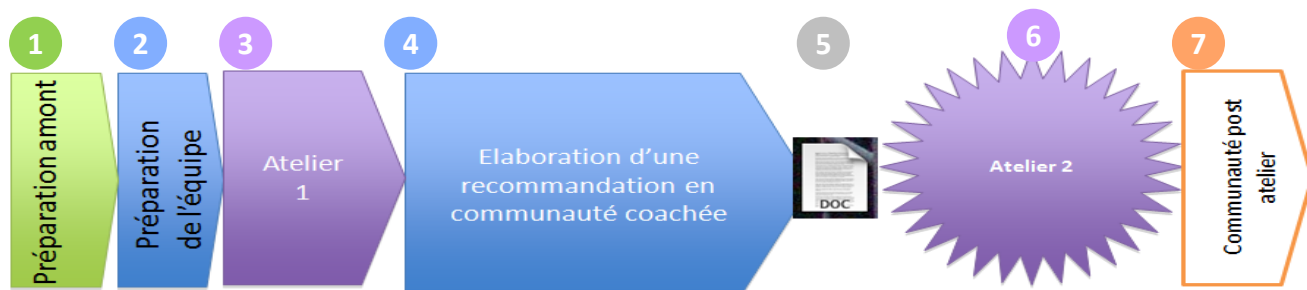 1
Préparation amont
2
Préparation
de l'équipe
3
Atelier
1
4
Elaboration d'une
recommandation en
communauté coachée
5
DOC
6
Atelier 2
7
Communauté post
atelier